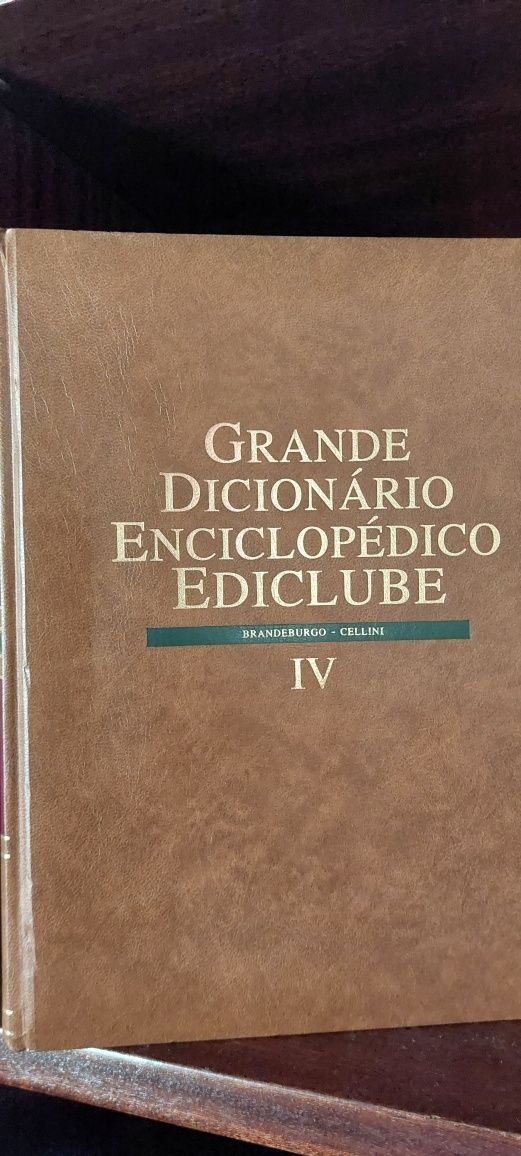 GRANDE
DICIONÁRIO
ENCICLOPÉDICO
EDICLUBE
BRANDEBURGO - CELLINI
IV